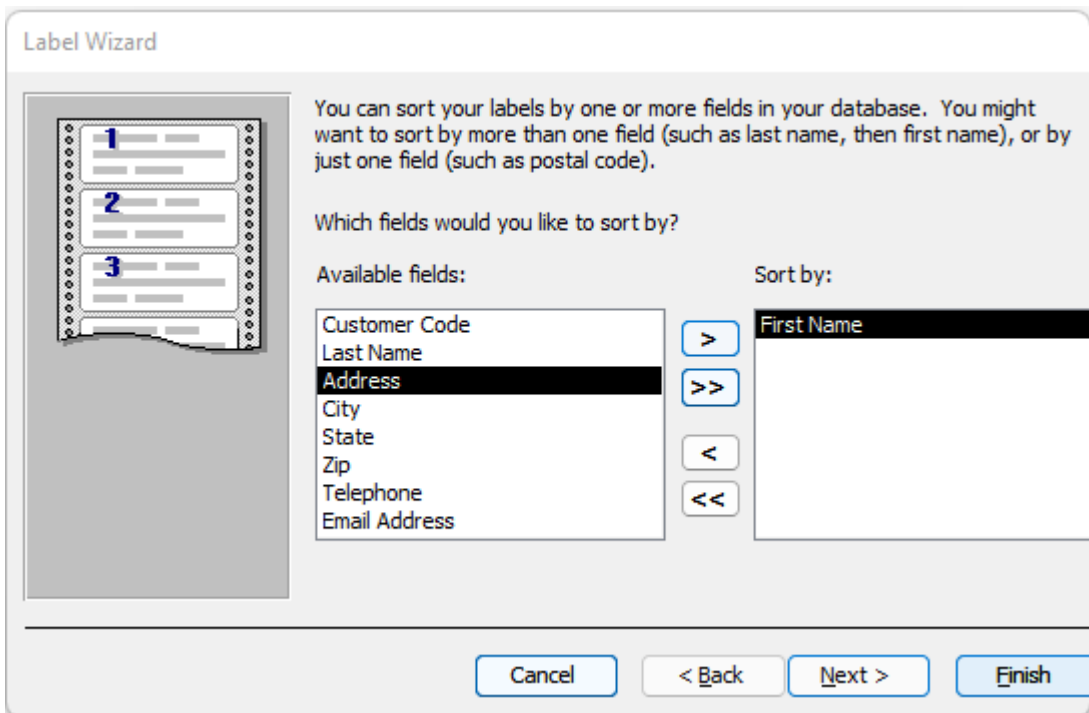 Label Wizard
You can sort your labels by one or more fields in your database. You might
want to sort by more than one field (such as last name, then first name), or by
just one field (such as postal code).
Which fields would you like to sort by?
Available fields:
Sort by:
Customer Code
Last Name
Address
City
State
Zip
Telephone
Email Address
>
>>
<
<<
First Name
1
2
3
Cancel
< Back
Next >
Finish